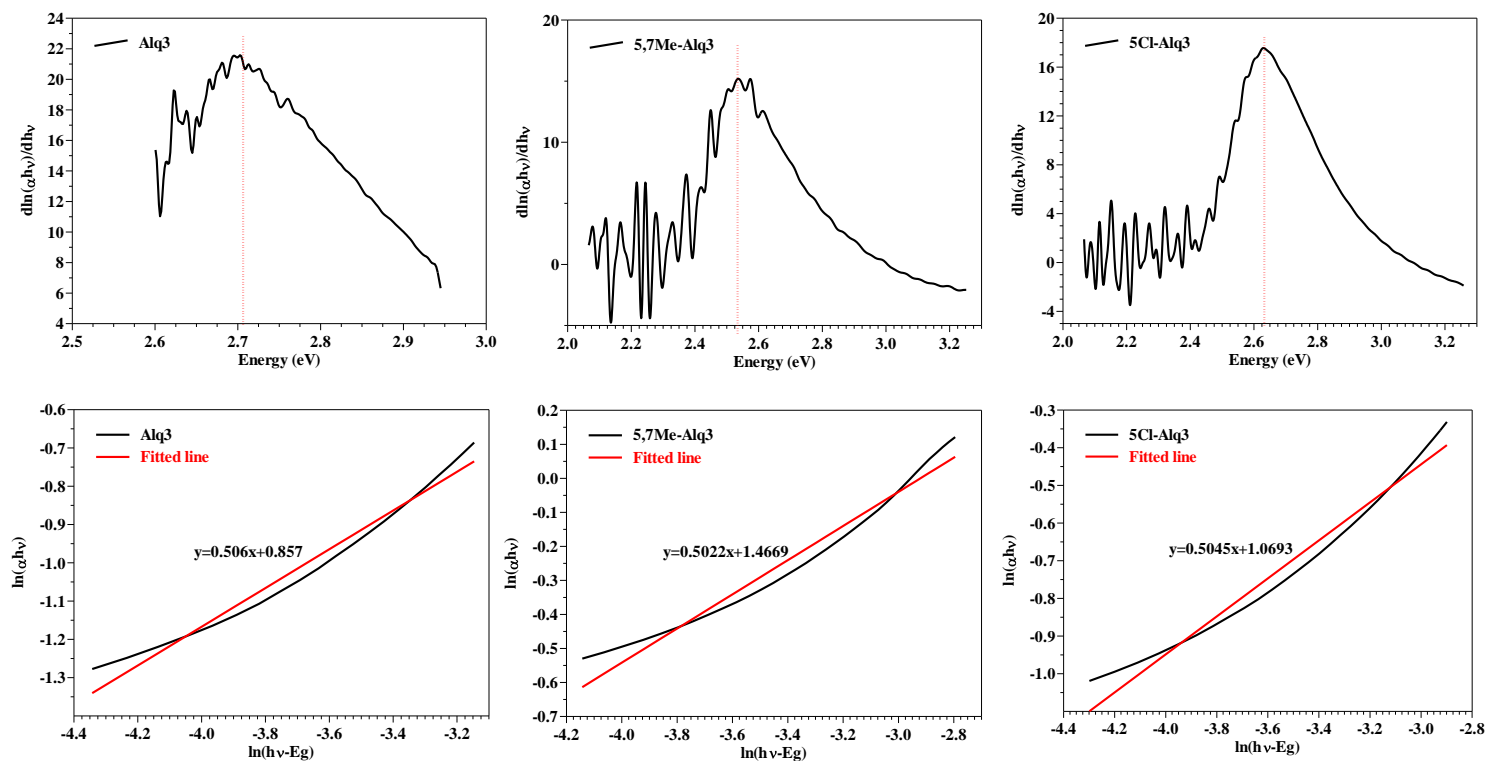 24
22
20
18
16
14
12
10
8
6
4
dln(αhν)/dhν
Alq3
2.5 2.6 2.7 2.8 2.9 3.0
Energy (eV)
20
10
0
dln(αhν)/dhν
5,7Me-Alq3
2.0 2.2 2.4 2.6 2.8 3.0 3.2
Energy (eV)
20
16
12
8
4
0
-4
dln(αhν)/dhν
5Cl-Alq3
2.0 2.2 2.4 2.6 2.8 3.0 3.2
Energy (eV)
-0.6
-0.7
-0.8
-0.9
-1.0
-1.1
-1.2
-1.3
ln(αhν)
Alq3
Fitted line
y=0.506x+0.857
-4.4 -4.2 -4.0 -3.8 -3.6 -3.4 -3.2
ln(hν-Eg)
0.2
0.1
0.0
-0.1
-0.2
-0.3
-0.4
-0.5
-0.6
-0.7
ln(αhν)
5,7Me-Alq3
Fitted line
y=0.5022x+1.4669
-4.2 -4.0 -3.8 -3.6 -3.4 -3.2 -3.0 -2.8
ln(hν-Eg)
-0.3
-0.4
-0.5
-0.6
-0.7
-0.8
-0.9
-1.0
ln(αhν)
5Cl-Alq3
Fitted line
y=0.5045x+1.0693
-4.4 -4.2 -4.0 -3.8 -3.6 -3.4 -3.2 -3.0 -2.8
ln(hν-Eg)